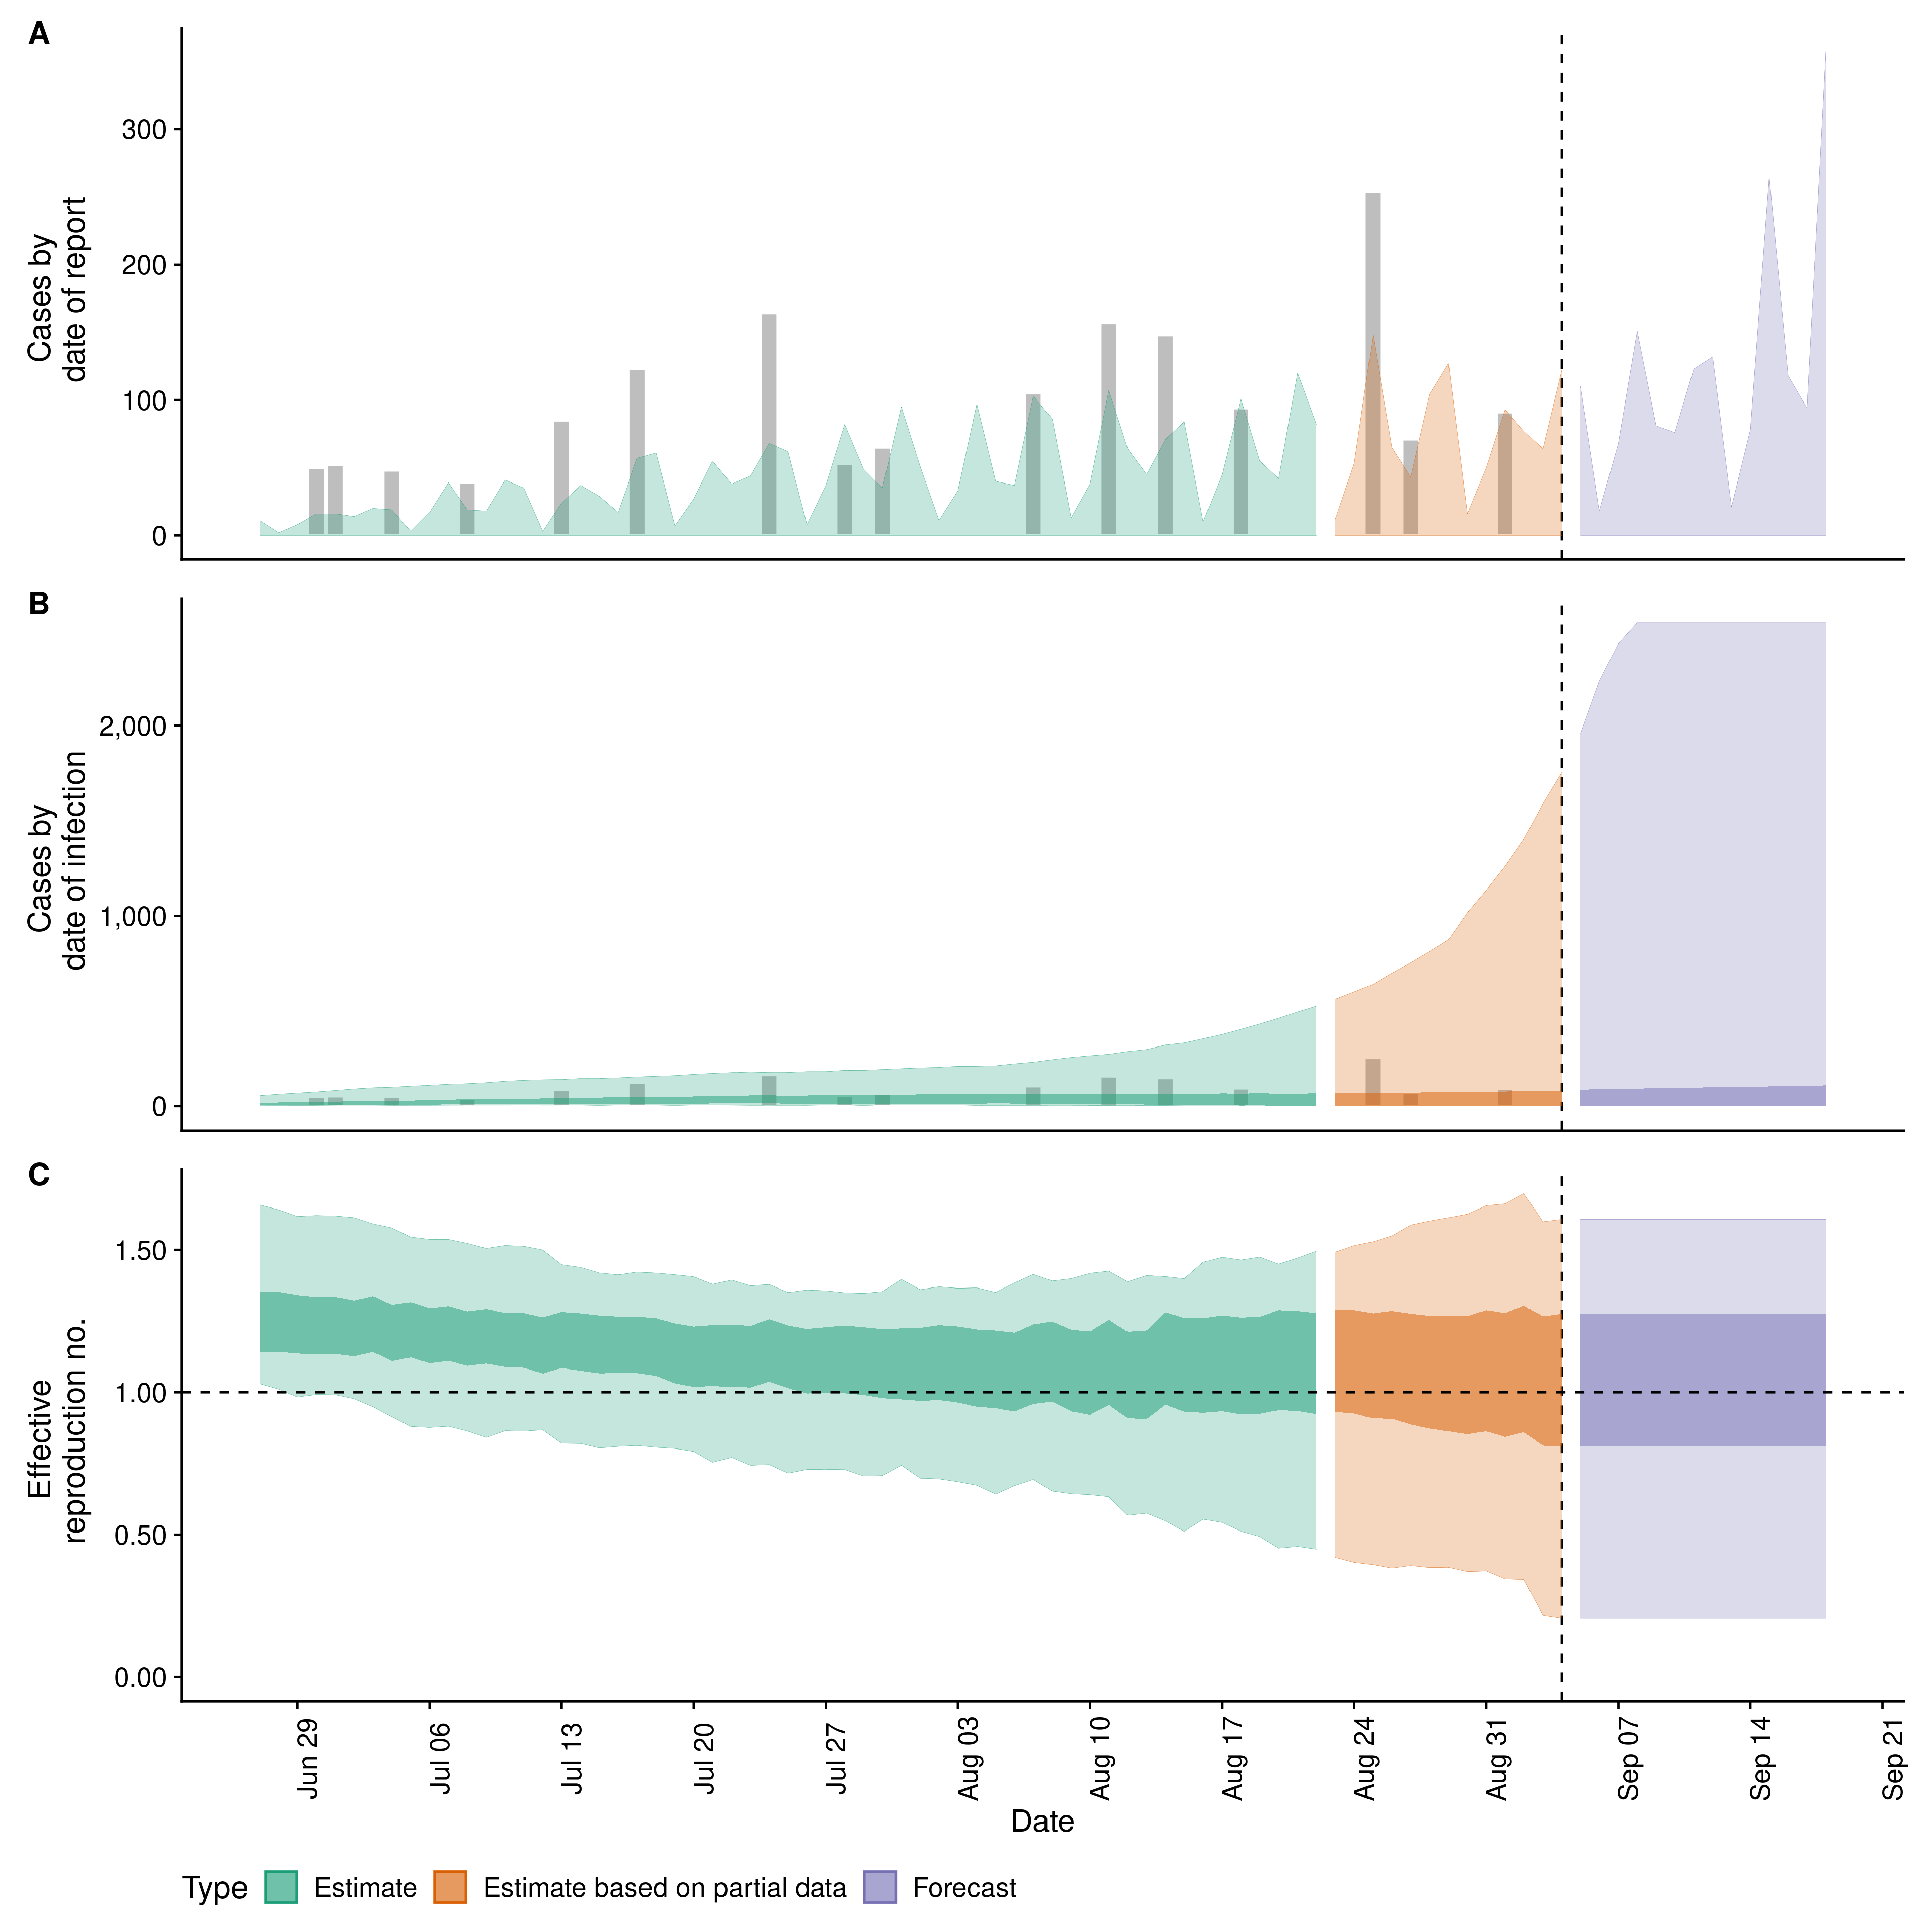 A
Cases by
date of report
300
200
100
0
B
Cases by
date of infection
2,000
1,000
0
C
Effective
reproduction no.
1.50
1.00
0.50
0.00
Jun 29
Jul 06
Jul 13
Jul 20
Jul 27
Aug 03
Aug 10
Aug 17
Aug 24
Aug 31
Sep 07
Sep 14
Sep 21
Date
Type Estimate Estimate based on partial data Forecast